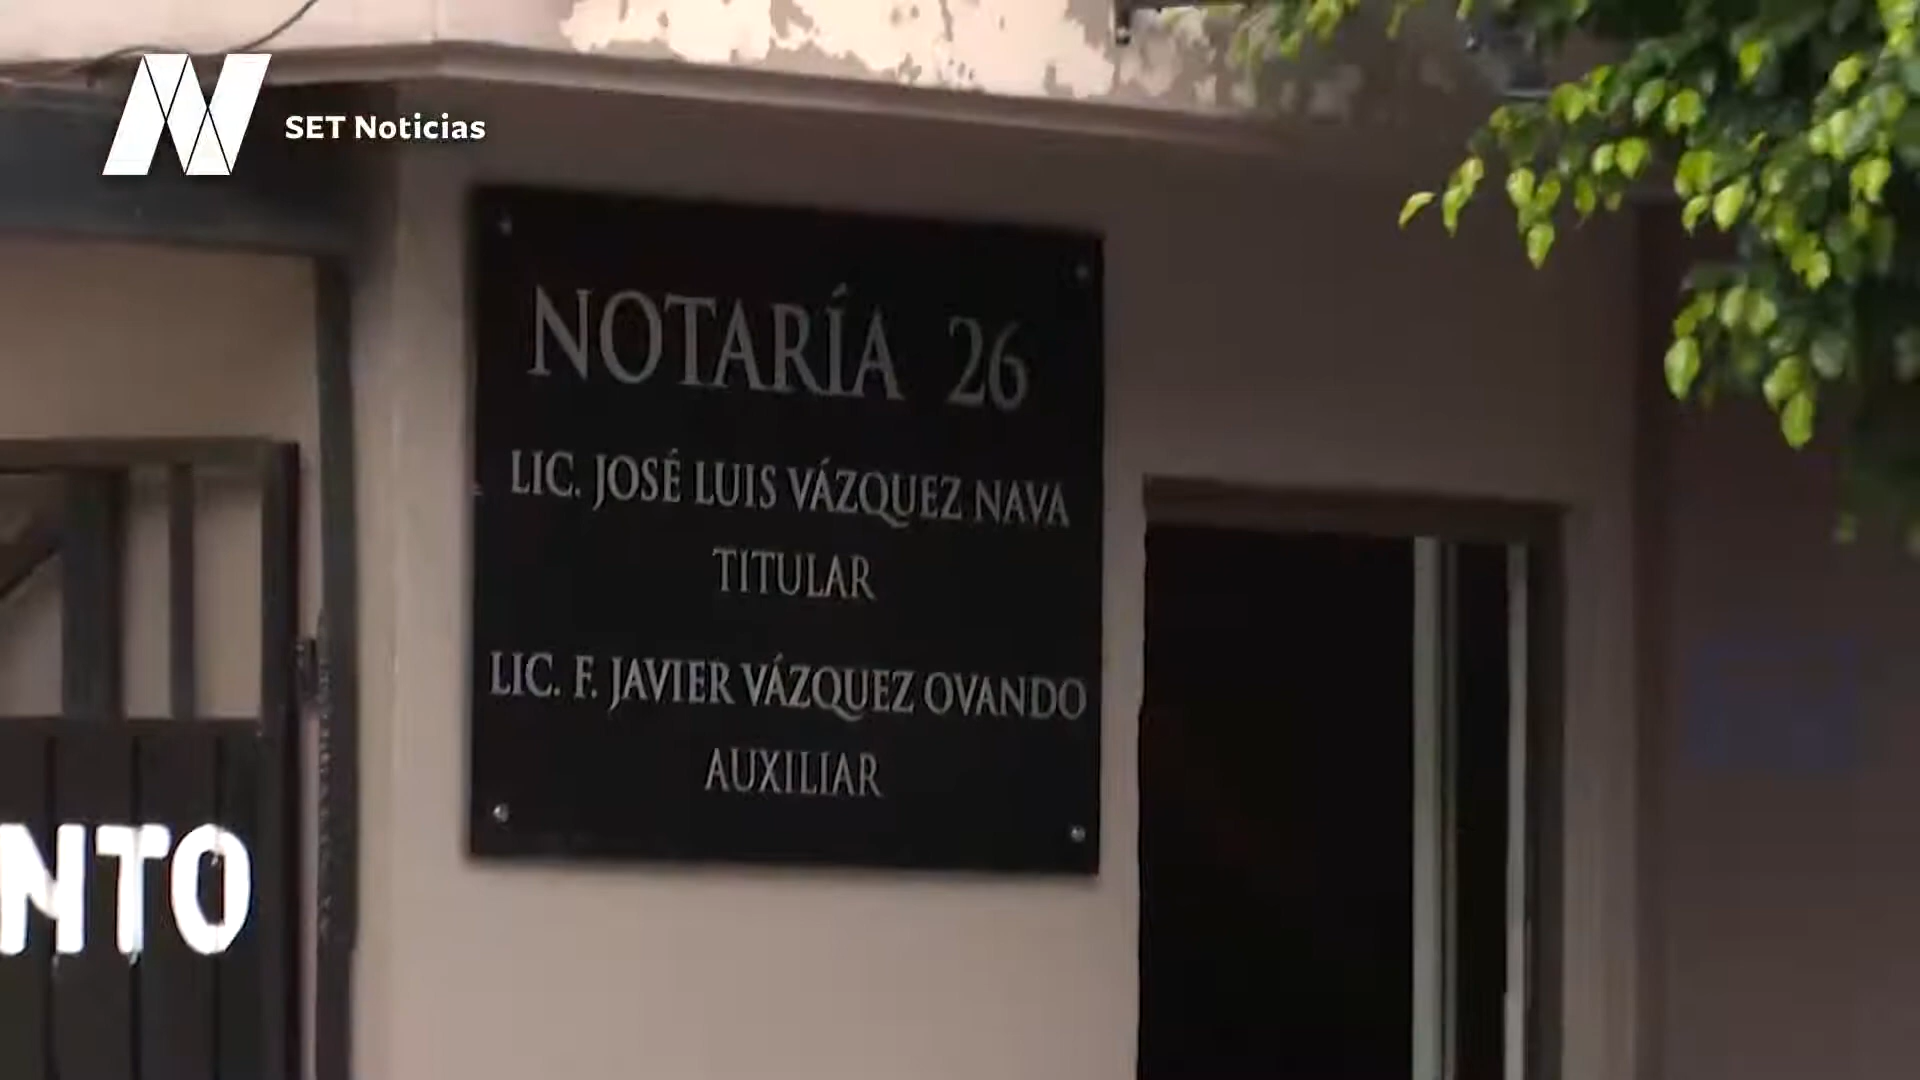 SET Noticias
NOTARÍA 26
LIC. JOSÉ LUIS VÁZQUEZ NAVA
TITULAR
LIC. F. JAVIER VÁZQUEZ OVANDO
AUXILIAR
NTO